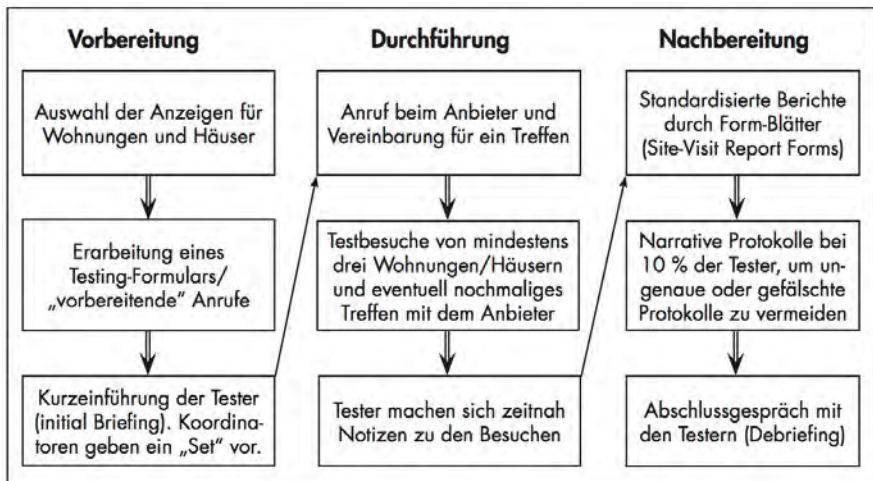 Vorbereitung
Auswahl der Anzeigen für
Wohnungen und Häuser
Erarbeitung eines
Testing-Formulars/
„vorbereitende“ Anrufe
Kurzeinführung der Tester
(initial Briefing). Koordina-
toren geben ein „Set“ vor.
Durchführung
Anruf beim Anbieter und
Vereinbarung für ein Treffen
Testbesuche von mindestens
drei Wohnungen/Häusern
und eventuell nochmaliges
Treffen mit dem Anbieter
Tester machen sich zeitnah
Notizen zu den Besuchen
Nachbereitung
Standardisierte Berichte
durch Form-Blätter
(Site-Visit Report Forms)
Narrative Protokolle bei
10 % der Tester, um un-
genaue oder gefälschte
Protokolle zu vermeiden
Abschlussgespräch mit
den Testern (Debriefing)